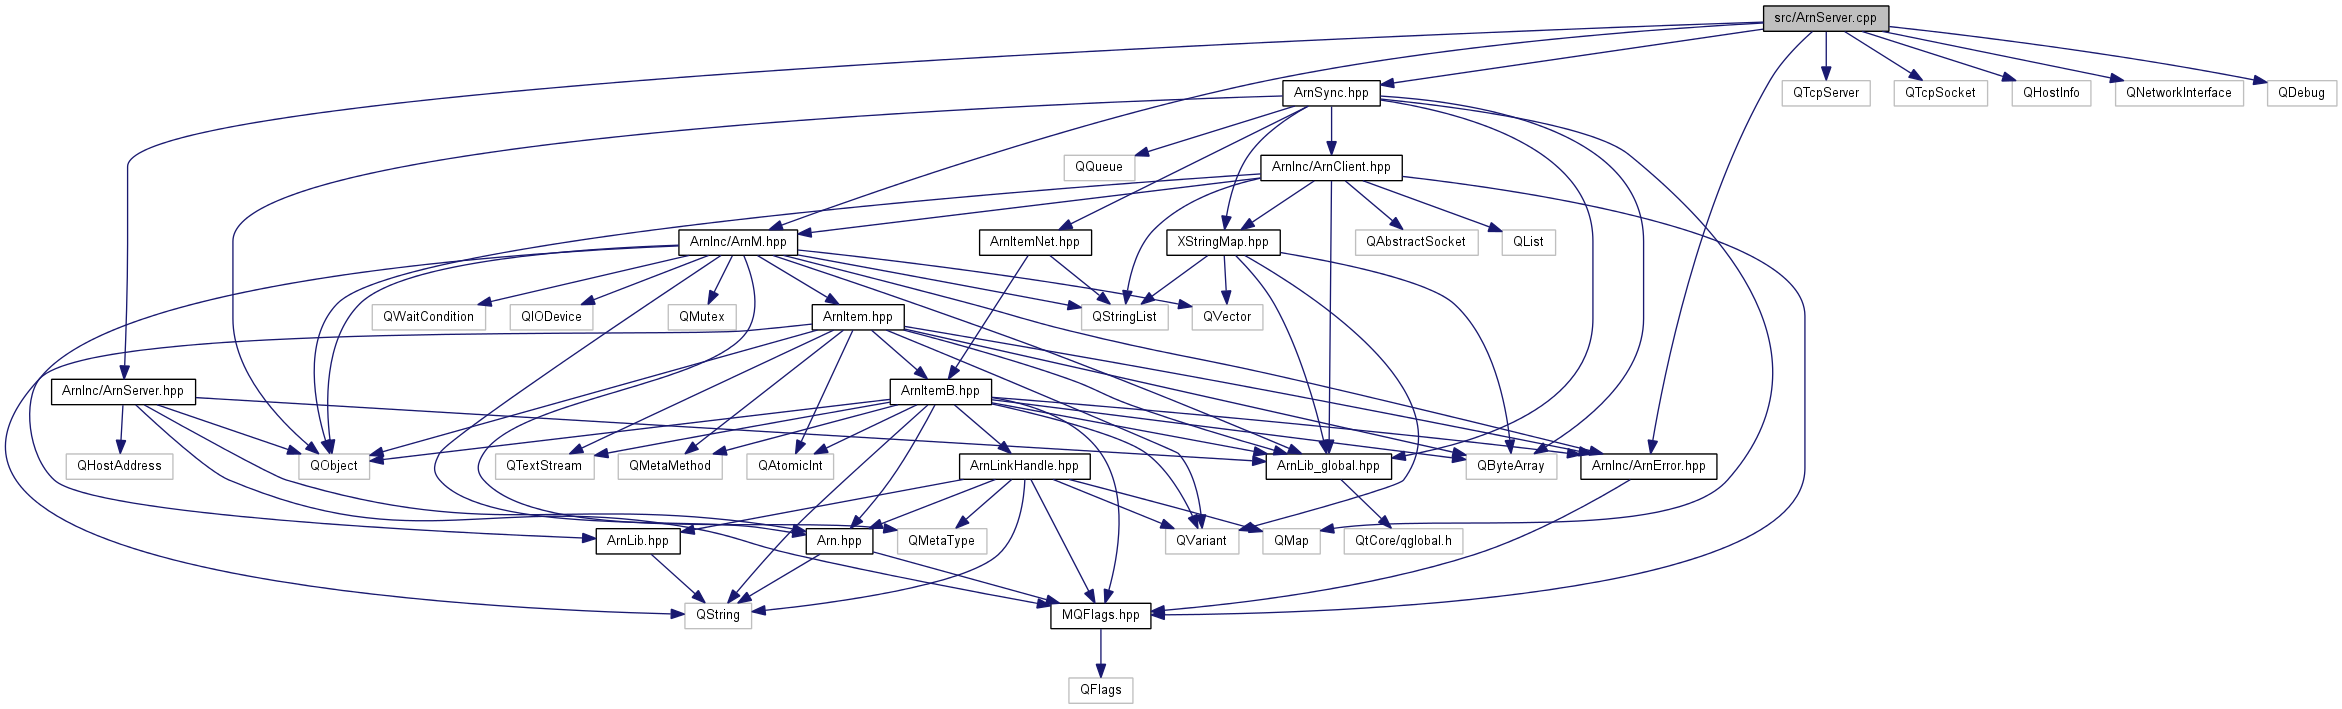 src/ArnServer.cpp
ArnSync.hpp
QTcpServer
QTcpSocket
QHostInfo
QNetworkInterface
QDebug
QQueue
ArnInc/ArnClient.hpp
ArnInc/ArnM.hpp
ArnItemNet.hpp
XStringMap.hpp
QAbstractSocket
QList
QWaitCondition
QIODevice
QMutex
ArnItem.hpp
QStringList
QVector
ArnInc/ArnServer.hpp
ArnItemB.hpp
QHostAddress
QObject
QTextStream
QMetaMethod
QAtomicInt
ArnLinkHandle.hpp
ArnLib_global.hpp
QByteArray
ArnInc/ArnError.hpp
ArnLib.hpp
Arn.hpp
QMetaType
QVariant
QMap
QtCore/qglobal.h
QString
MQFlags.hpp
QFlags